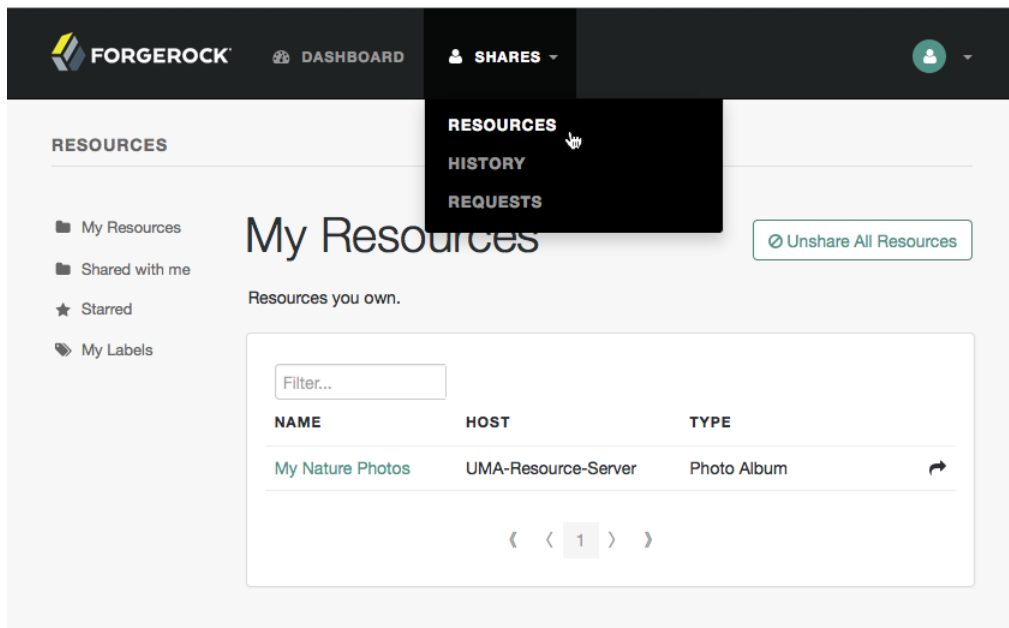 FORGEROCK
DASHBOARD
SHARES
RESOURCES
HISTORY
REQUESTS
RESOURCES
My Resources
Shared with me
Starred
My Labels
My Resources
Unshare All Resources
Resources you own.
Filter...
NAME HOST TYPE
My Nature Photos UMA-Resource-Server Photo Album
1